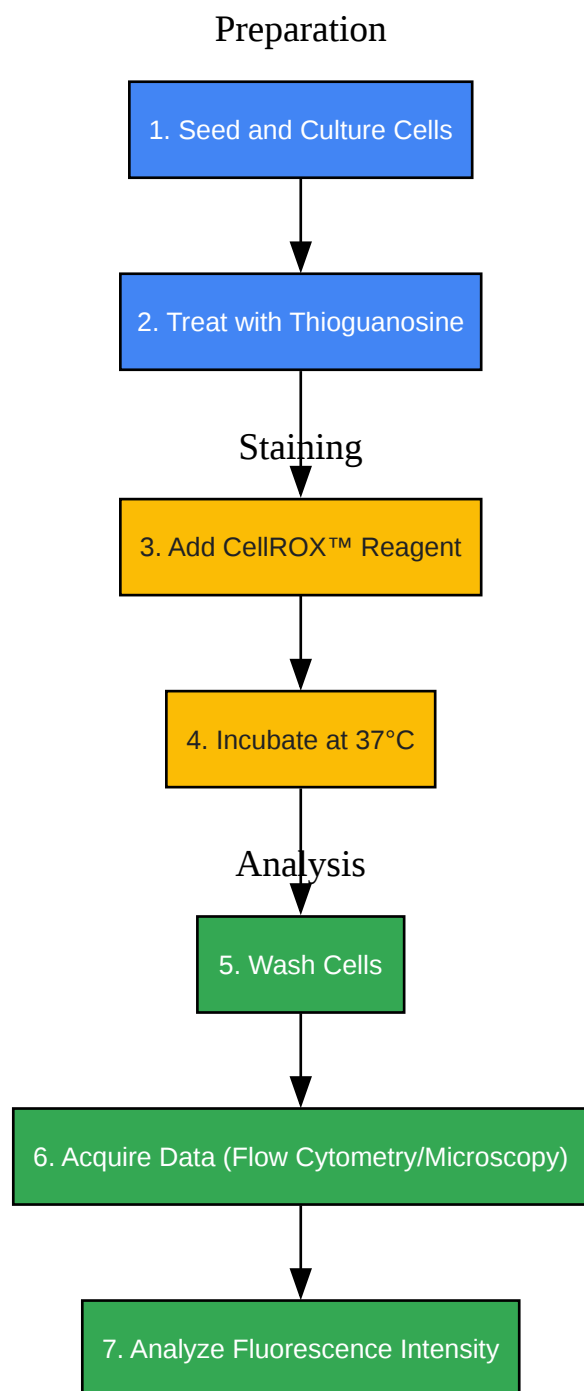 Preparation
1. Seed and Culture Cells
2. Treat with Thioguanosine
Staining
3. Add CellROX™ Reagent
4. Incubate at 37°C
Analysis
5. Wash Cells
6. Acquire Data (Flow Cytometry/Microscopy)
7. Analyze Fluorescence Intensity